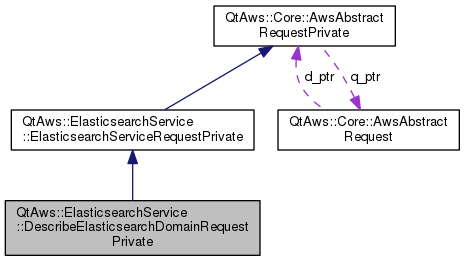 QtAws::Core::AwsAbstract
RequestPrivate
d_ptr
q_ptr
QtAws::ElasticsearchService
::ElasticsearchServiceRequestPrivate
QtAws::Core::AwsAbstract
Request
QtAws::ElasticsearchService
::DescribeElasticsearchDomainRequest
Private